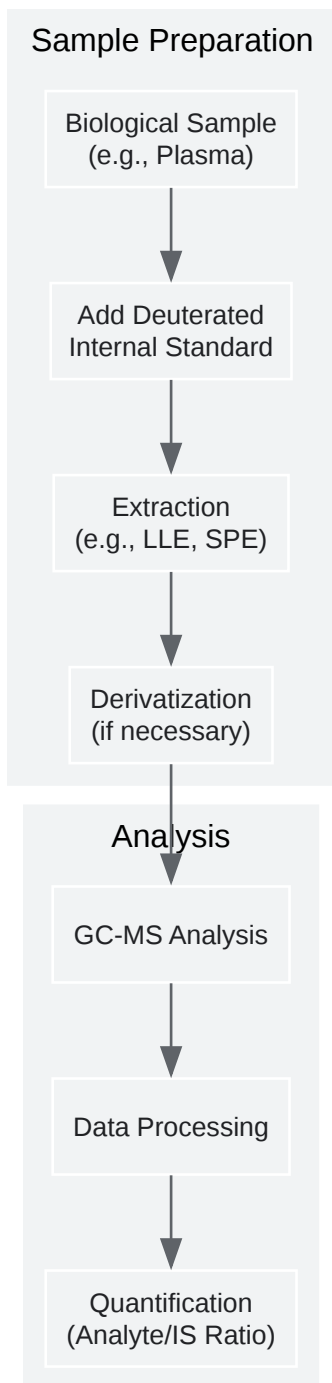 Sample Preparation
Biological Sample
(e.g., Plasma)
Add Deuterated
Internal Standard
Extraction
(e.g., LLE, SPE)
Derivatization
(if necessary)
Analysis
GC-MS Analysis
Data Processing
Quantification
(Analyte/IS Ratio)